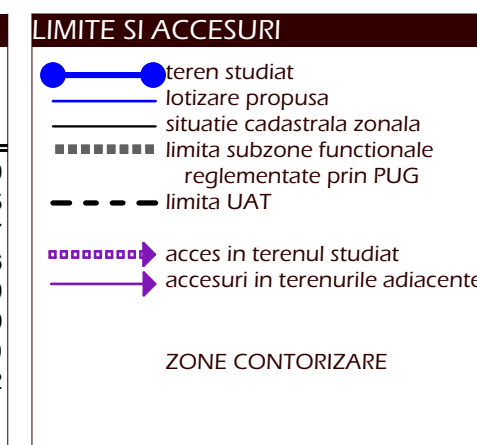 LIMITE SI ACCESURI
teren studiat
lotizare propusa
situatie cadastrala zonala
limita subzone functionale
reglementate prin PUG
limita UAT
acces in terenul studiat
accesuri in terenurile adiacente
ZONE CONTORIZARE